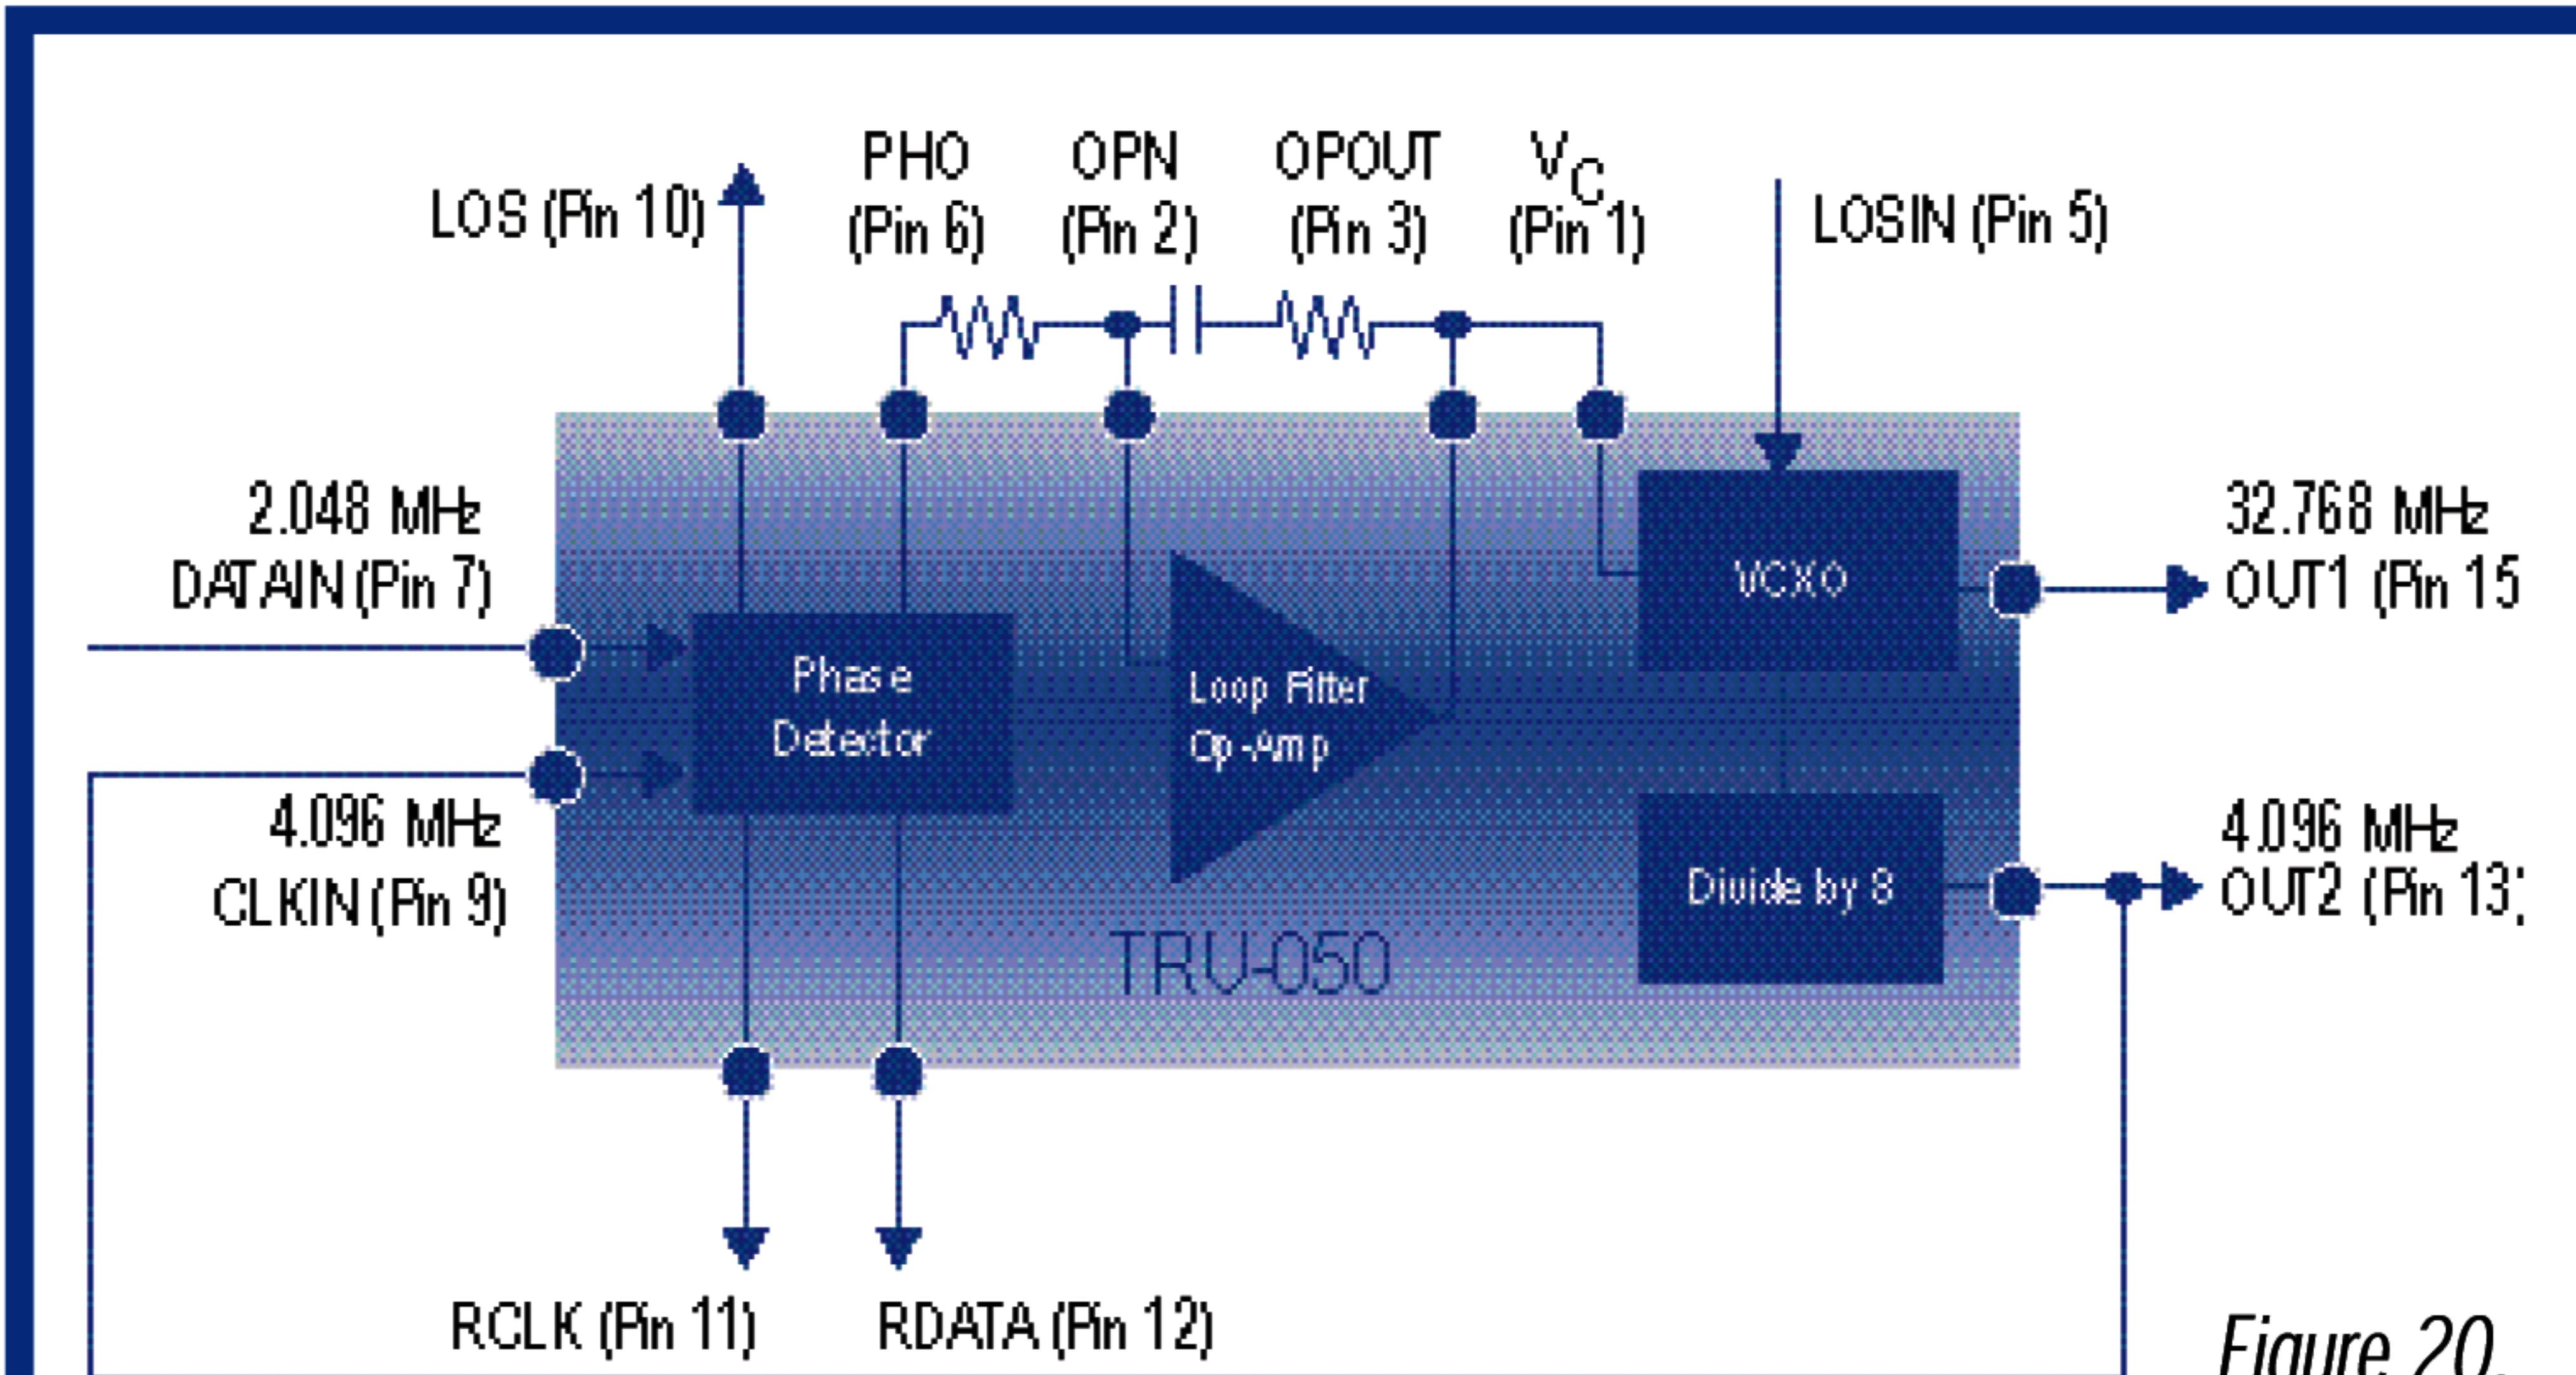 LOS (Pin 10)
PHO
(Pin 6)
OPN
(Pin 2)
OPOUT
(Pin 3)
VC
(Pin 1)
LOSIN (Pin 5)
2.048 MHz
DATAIN (Pin 7)
4.096 MHz
CLKIN (Pin 9)
Phase
Detector
Loop Filter
Op-Amp
VCXO
Divide by 8
TRU-050
32.768 MHz
OUT1 (Pin 15
4.096 MHz
OUT2 (Pin 13)
RCLK (Pin 11)
RDATA (Pin 12)
Figure 20.